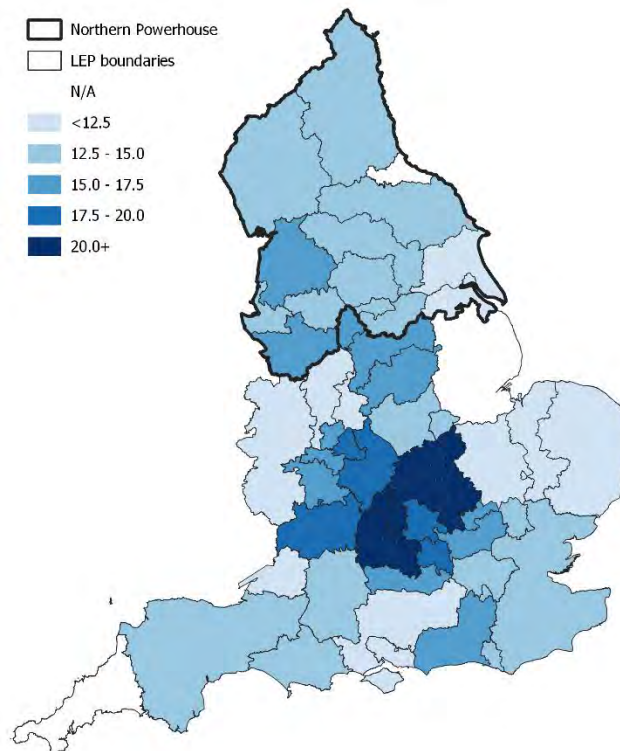 Northern Powerhouse
LEP boundaries
N/A
<12.5
12.5 - 15.0
15.0 - 17.5
17.5 - 20.0
20.0+